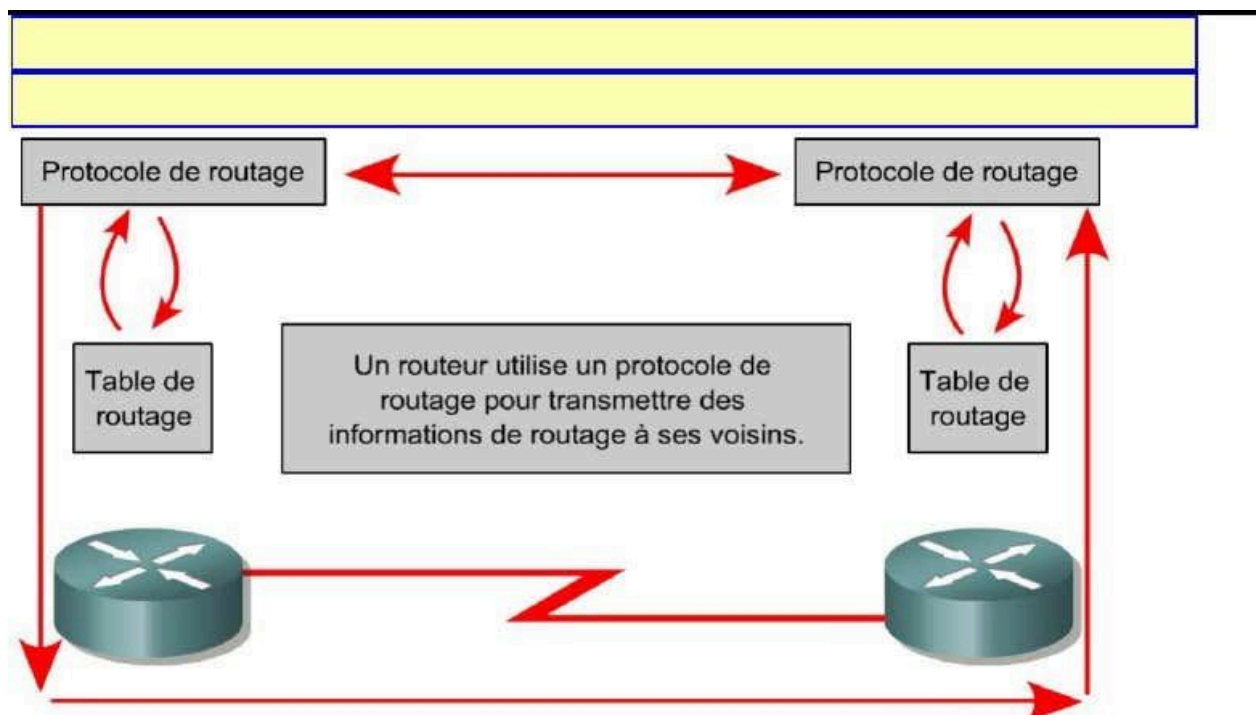 Protocole de routage
Protocole de routage
Table de
routage
Un routeur utilise un protocole de
routage pour transmettre des
informations de routage à ses voisins.
Table de
routage